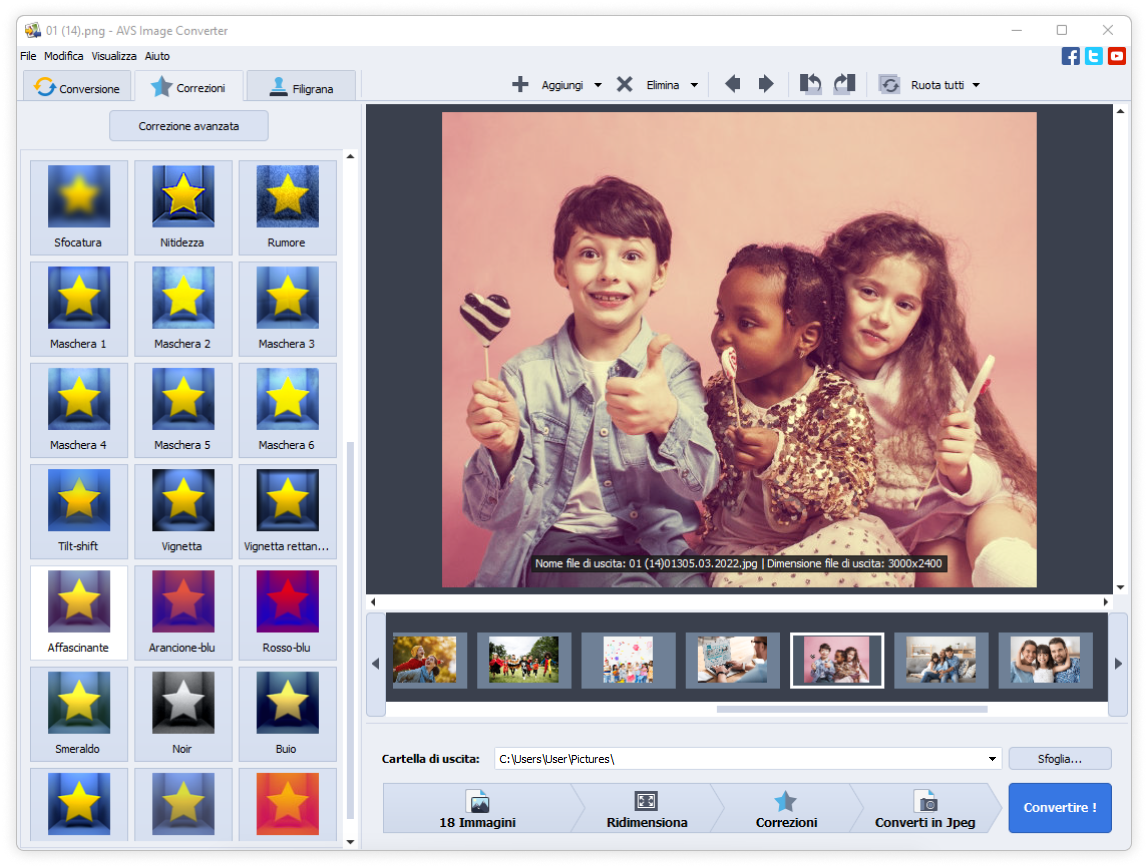 01 (14).png - AVS Image Converter
File Modifica Visualizza Aiuto
Conversione Correzioni Filigrana
Aggiungi Elimina Ruota tutti
Correzione avanzata
Sfocatura Nitidezza Rumore
Maschera 1 Maschera 2 Maschera 3
Maschera 4 Maschera 5 Maschera 6
Tilt-shift Vignetta Vignetta rettan...
Affascinante Arancione-blu Rosso-blu
Smeraldo Noir Buio
Nome file di uscita: 01 (14)01305.03.2022.jpg | Dimensione file di uscita: 3000x2400
Cartella di uscita: C:\Users\User\Pictures\ Sfoglia...
18 Immagini Ridimensiona Correzioni Converti in Jpeg Convertire !